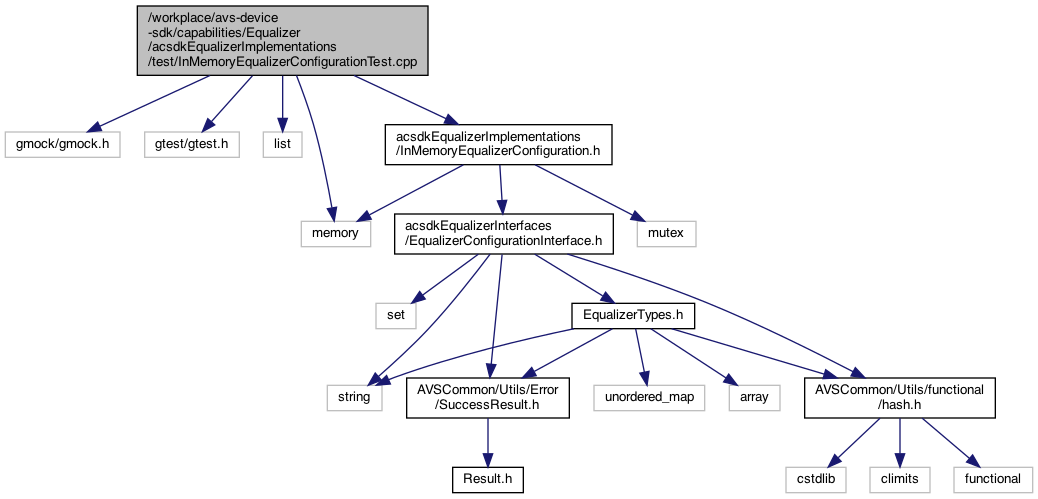 /workplace/avs-device
-sdk/capabilities/Equalizer
/acsdkEqualizerImplementations
/test/InMemoryEqualizerConfigurationTest.cpp
gmock/gmock.h
gtest/gtest.h
list
acsdkEqualizerImplementations
/InMemoryEqualizerConfiguration.h
memory
acsdkEqualizerInterfaces
/EqualizerConfigurationInterface.h
mutex
set
EqualizerTypes.h
string
AVSCommon/Utils/Error
/SuccessResult.h
unordered_map
array
AVSCommon/Utils/functional
/hash.h
Result.h
cstdlib
climits
functional